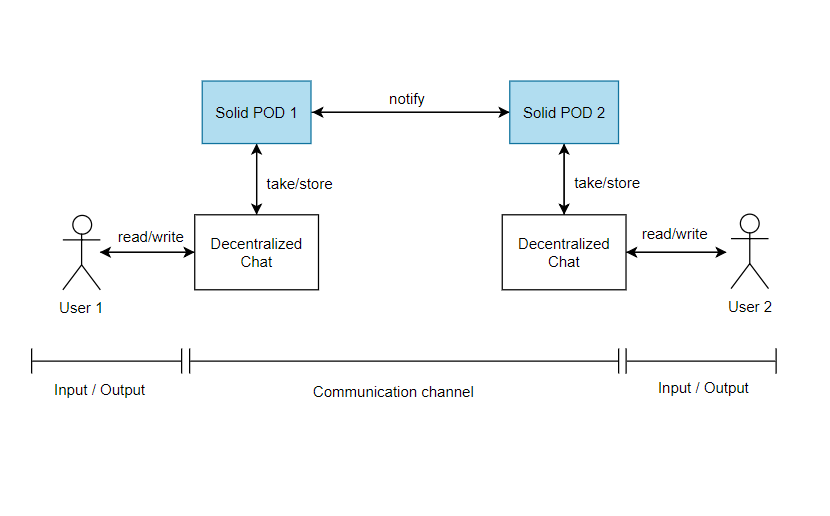 notify
Solid POD 1
Solid POD 2
take/store
take/store
read/write
Decentralized
Chat
Decentralized
Chat
read/write
User 1
User 2
Input / Output
Communication channel
Input / Output